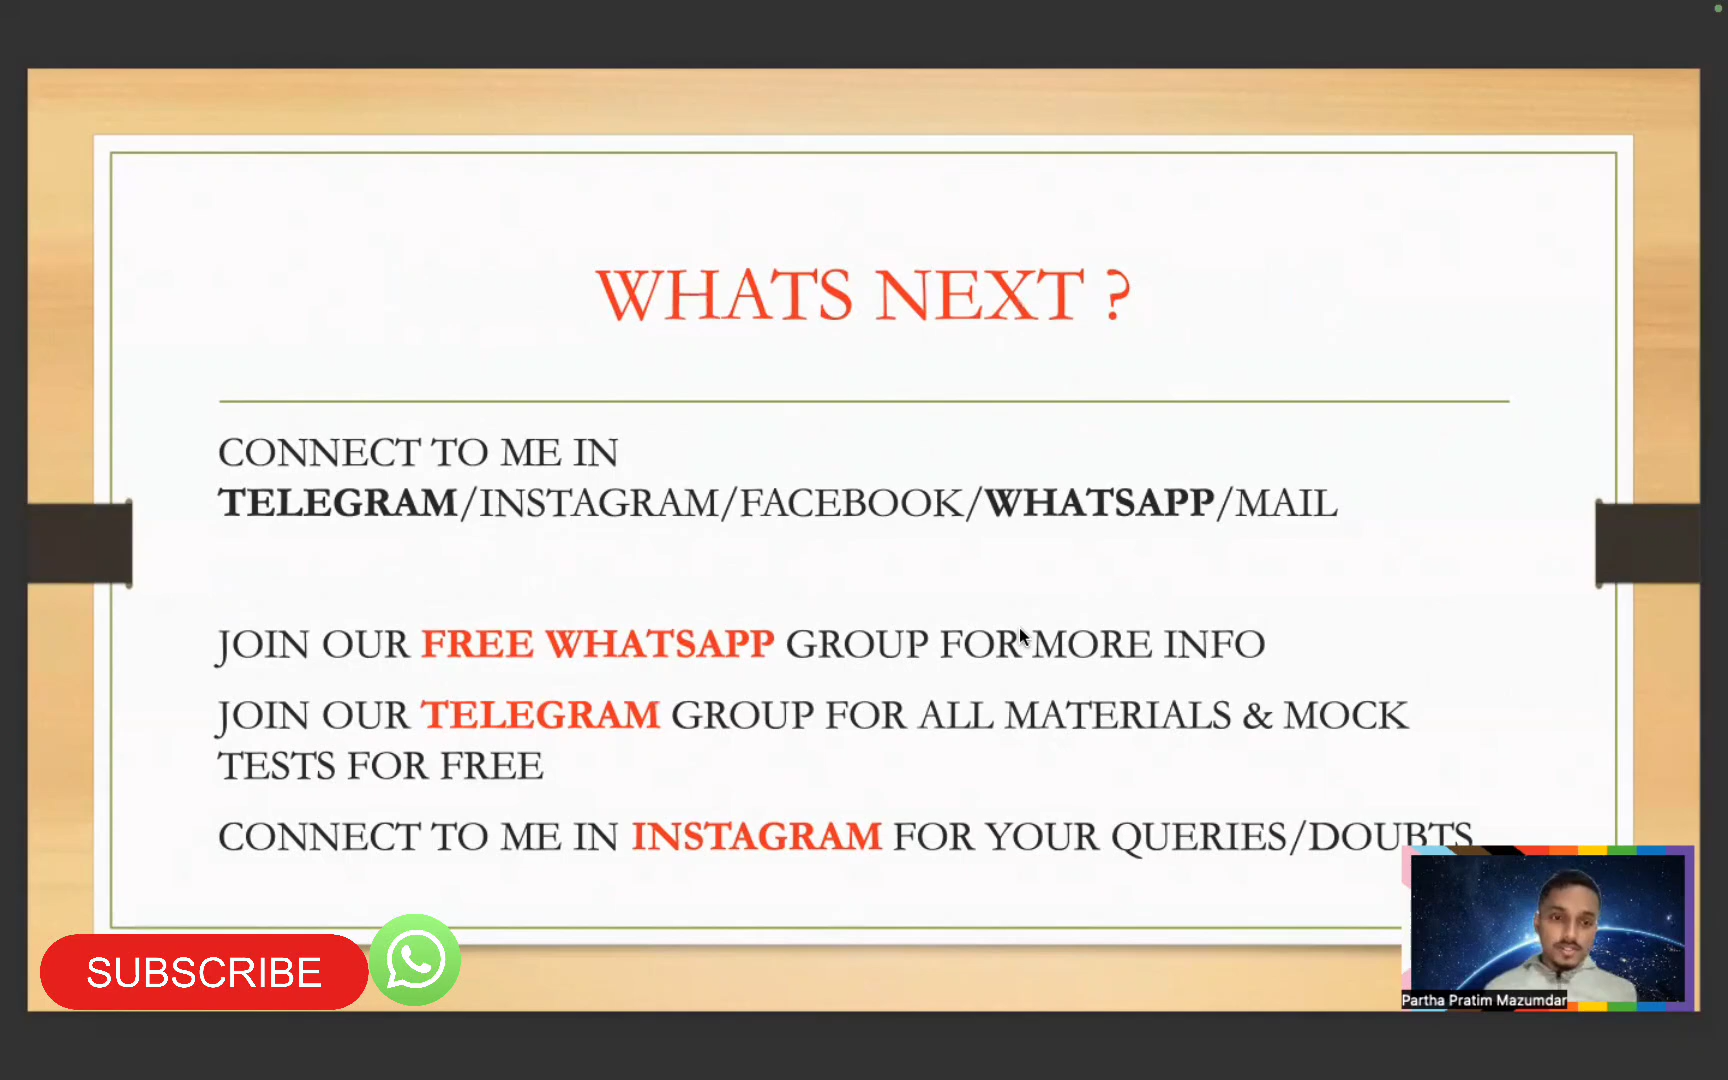 WHATS NEXT ?
CONNECT TO ME IN
TELEGRAM/INSTAGRAM/FACEBOOK/WHATSAPP/MAIL
JOIN OUR FREE WHATSAPP GROUP FOR MORE INFO
JOIN OUR TELEGRAM GROUP FOR ALL MATERIALS & MOCK
TESTS FOR FREE
CONNECT TO ME IN INSTAGRAM FOR YOUR QUERIES/DOUBTS
SUBSCRIBE
Partha Pratim Mazumdar